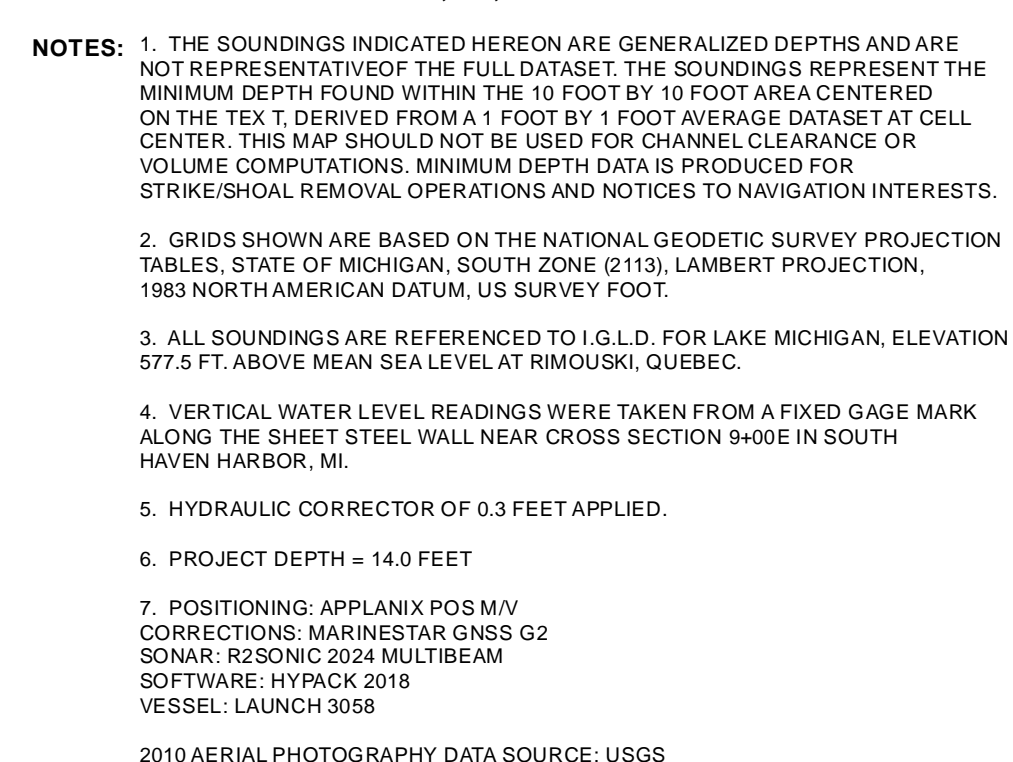 NOTES: 1. THE SOUNDINGS INDICATED HEREON ARE GENERALIZED DEPTHS AND ARE
NOT REPRESENTATIVEOF THE FULL DATASET. THE SOUNDINGS REPRESENT THE
MINIMUM DEPTH FOUND WITHIN THE 10 FOOT BY 10 FOOT AREA CENTERED
ON THE TEX T, DERIVED FROM A 1 FOOT BY 1 FOOT AVERAGE DATASET AT CELL
CENTER. THIS MAP SHOULD NOT BE USED FOR CHANNEL CLEARANCE OR
VOLUME COMPUTATIONS. MINIMUM DEPTH DATA IS PRODUCED FOR
STRIKE/SHOAL REMOVAL OPERATIONS AND NOTICES TO NAVIGATION INTERESTS.
2. GRIDS SHOWN ARE BASED ON THE NATIONAL GEODETIC SURVEY PROJECTION
TABLES, STATE OF MICHIGAN, SOUTH ZONE (2113), LAMBERT PROJECTION,
1983 NORTH AMERICAN DATUM, US SURVEY FOOT.
3. ALL SOUNDINGS ARE REFERENCED TO I.G.L.D. FOR LAKE MICHIGAN, ELEVATION
577.5 FT. ABOVE MEAN SEA LEVEL AT RIMOUSKI, QUEBEC.
4. VERTICAL WATER LEVEL READINGS WERE TAKEN FROM A FIXED GAGE MARK
ALONG THE SHEET STEEL WALL NEAR CROSS SECTION 9+00E IN SOUTH
HAVEN HARBOR, MI.
5. HYDRAULIC CORRECTOR OF 0.3 FEET APPLIED.
6. PROJECT DEPTH = 14.0 FEET
7. POSITIONING: APPLANIX POS M/V
CORRECTIONS: MARINESTAR GNSS G2
SONAR: R2SONIC 2024 MULTIBEAM
SOFTWARE: HYPACK 2018
VESSEL: LAUNCH 3058
2010 AERIAL PHOTOGRAPHY DATA SOURCE: USGS